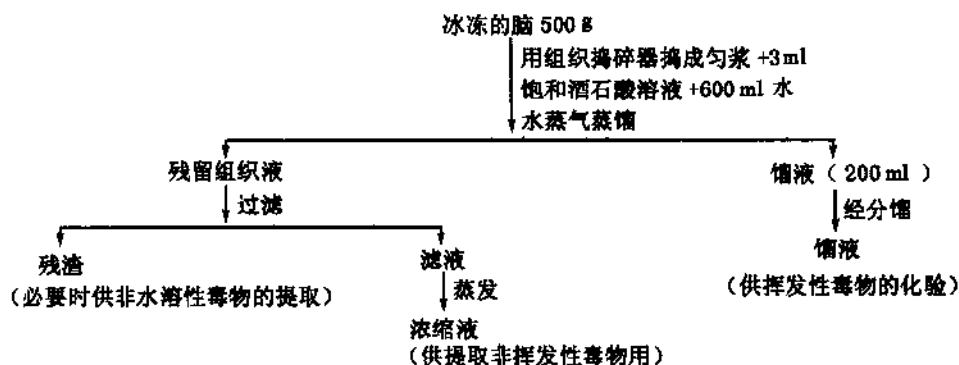 冰冻的脑 500 g
用组织捣碎器捣成匀浆 +3 ml
饱和酒石酸溶液 +600 ml 水
水蒸气蒸馏
残留组织液
馏液 ( 200 ml )
过滤
经分馏
残渣
滤液
馏液
(必要时供非水溶性毒物的提取)
蒸发
(供挥发性毒物的化验)
浓缩液
(供提取非挥发性毒物用)